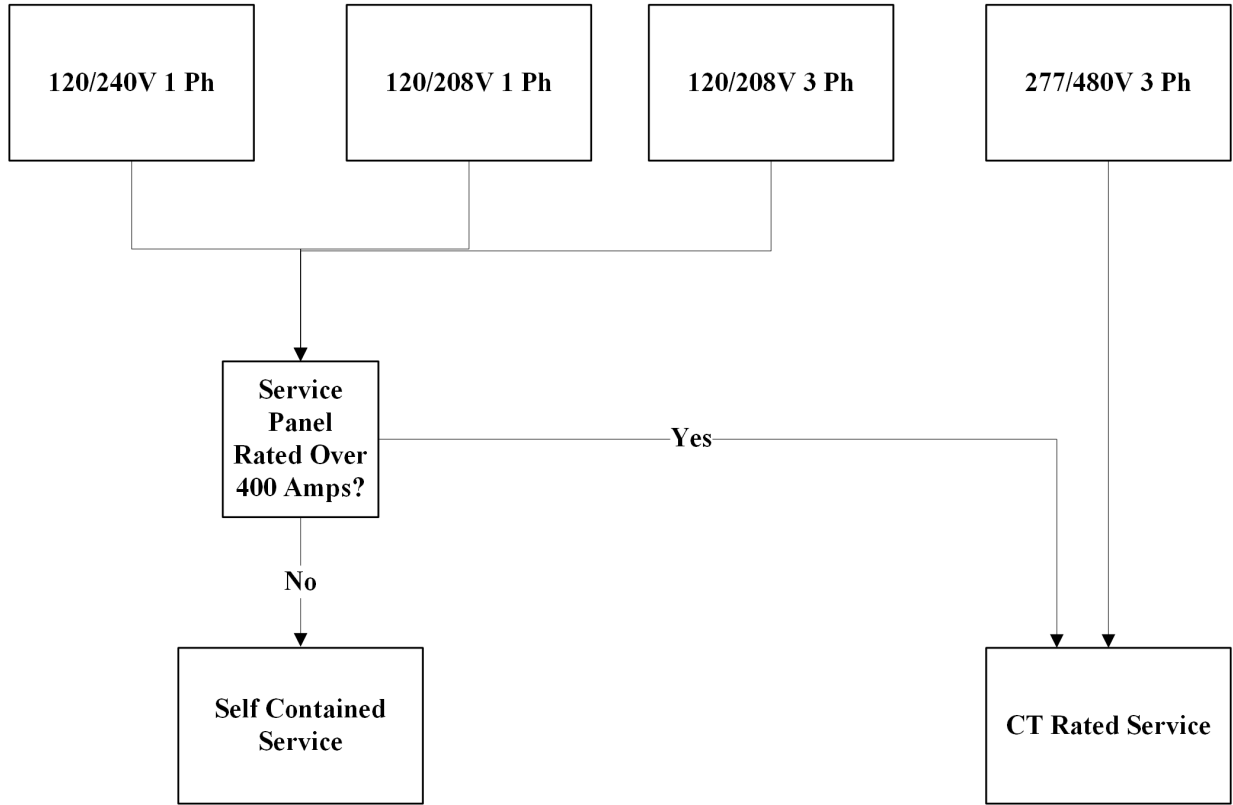 120/240V 1 Ph
120/208V 1 Ph
120/208V 3 Ph
277/480V 3 Ph
Service
Panel
Rated Over
400 Amps?
Yes
No
Self Contained
Service
CT Rated Service